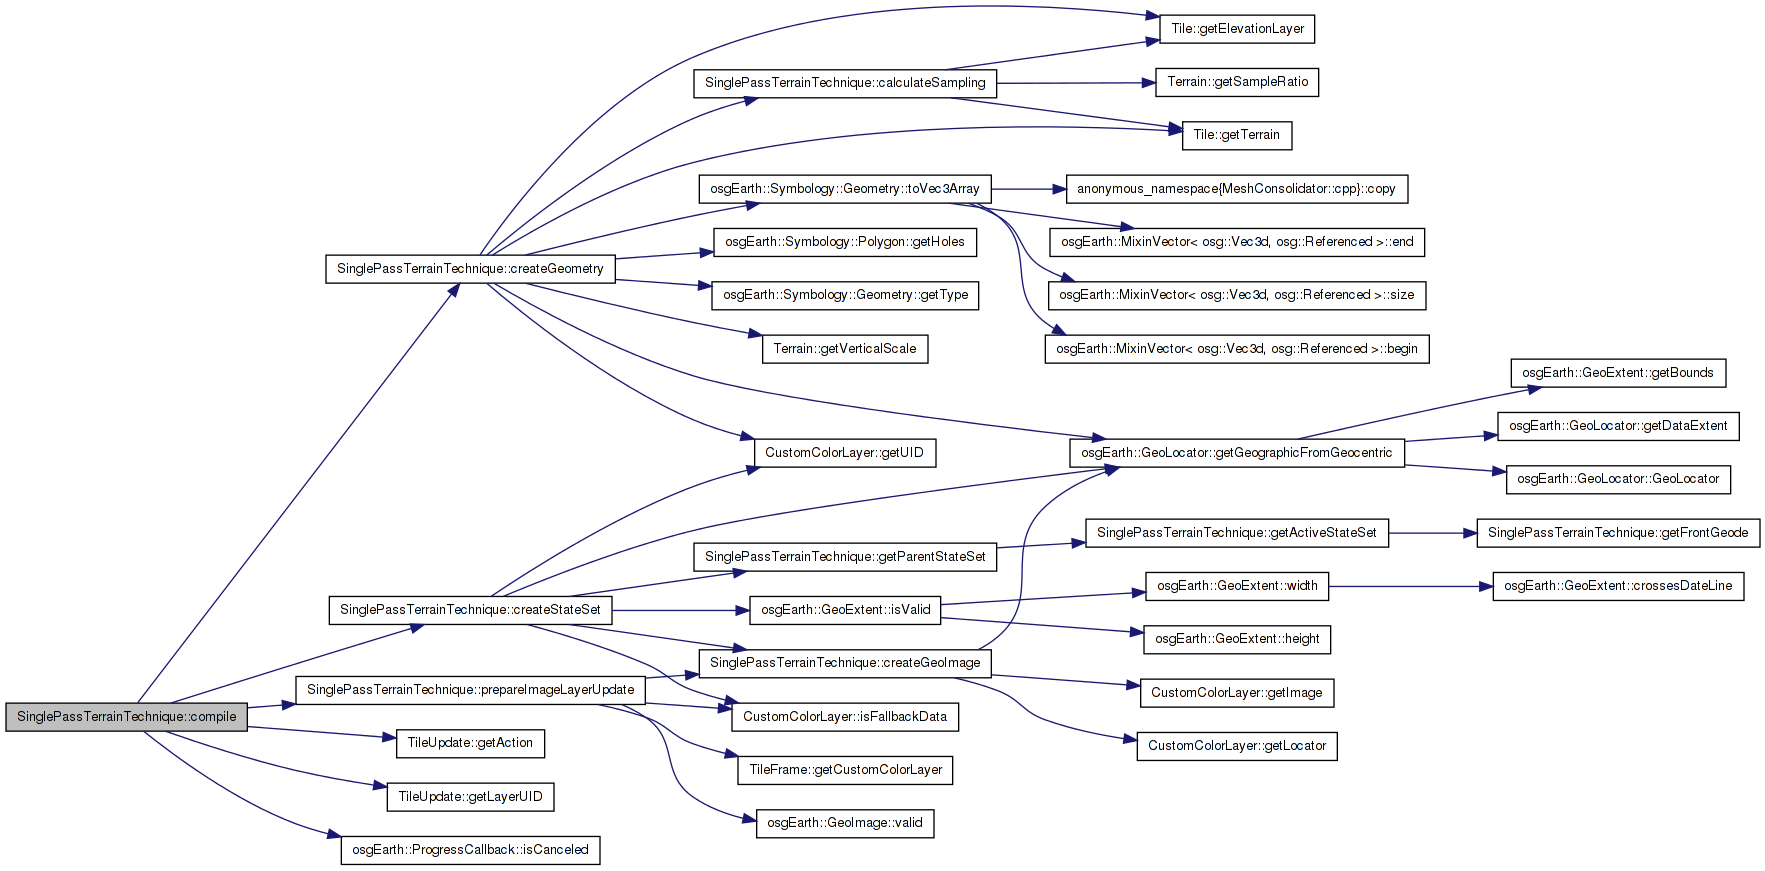 Tile::getElevationLayer
SinglePassTerrainTechnique::calculateSampling
Terrain::getSampleRatio
Tile::getTerrain
osgEarth::Symbology::Geometry::toVec3Array
anonymous_namespace{MeshConsolidator::cpp}::copy
osgEarth::Symbology::Polygon::getHoles
osgEarth::MixinVector< osg::Vec3d, osg::Referenced >::end
SinglePassTerrainTechnique::createGeometry
osgEarth::Symbology::Geometry::getType
osgEarth::MixinVector< osg::Vec3d, osg::Referenced >::size
Terrain::getVerticalScale
osgEarth::MixinVector< osg::Vec3d, osg::Referenced >::begin
osgEarth::GeoExtent::getBounds
osgEarth::GeoLocator::getDataExtent
CustomColorLayer::getUID
osgEarth::GeoLocator::getGeographicFromGeocentric
osgEarth::GeoLocator::GeoLocator
SinglePassTerrainTechnique::getActiveStateSet
SinglePassTerrainTechnique::getFrontGeode
SinglePassTerrainTechnique::getParentStateSet
osgEarth::GeoExtent::width
osgEarth::GeoExtent::crossesDateLine
SinglePassTerrainTechnique::createStateSet
osgEarth::GeoExtent::isValid
osgEarth::GeoExtent::height
SinglePassTerrainTechnique::createGeoImage
SinglePassTerrainTechnique::prepareImageLayerUpdate
CustomColorLayer::getImage
SinglePassTerrainTechnique::compile
CustomColorLayer::isFallbackData
TileUpdate::getAction
CustomColorLayer::getLocator
TileFrame::getCustomColorLayer
TileUpdate::getLayerUID
osgEarth::GeoImage::valid
osgEarth::ProgressCallback::isCanceled